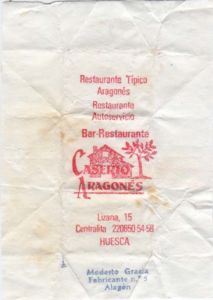 Restaurante Típico
Aragonés
Restaurante
Autoservicio
Bar-Restaurante
CASERIO
ARAGONÉS
Lizana, 15
Centralita 220850 54-58
HUESCA
Modesto Gracia
Fabricante n.º 5
Alagón